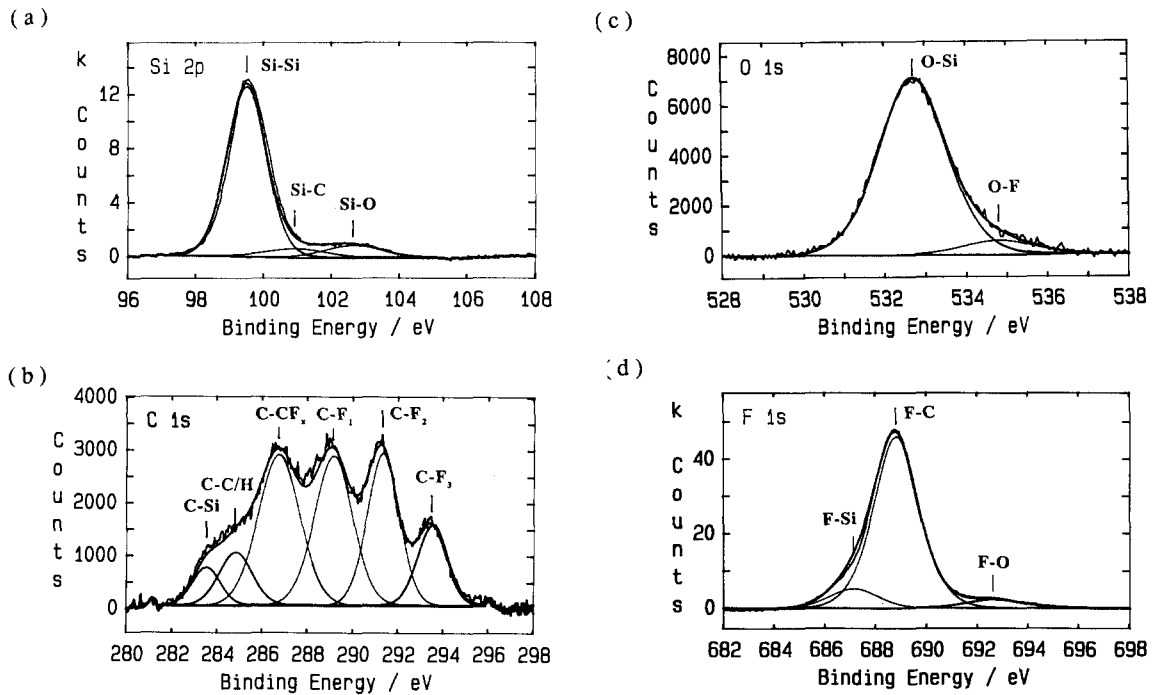 (a)
k
Counts
Si 2p
Si-Si
Si-C
Si-O
12
8
4
0
96 98 100 102 104 106 108
Binding Energy / eV
(b)
Counts
C 1s
C-Si
C-C/H
C-CFx
C-F1
C-F2
C-F3
4000
3000
2000
1000
0
280 282 284 286 288 290 292 294 296 298
Binding Energy / eV
(c)
Counts
O 1s
O-Si
O-F
8000
6000
4000
2000
0
528 530 532 534 536 538
Binding Energy / eV
(d)
k
Counts
F 1s
F-Si
F-C
F-O
40
20
0
682 684 686 688 690 692 694 696 698
Binding Energy / eV